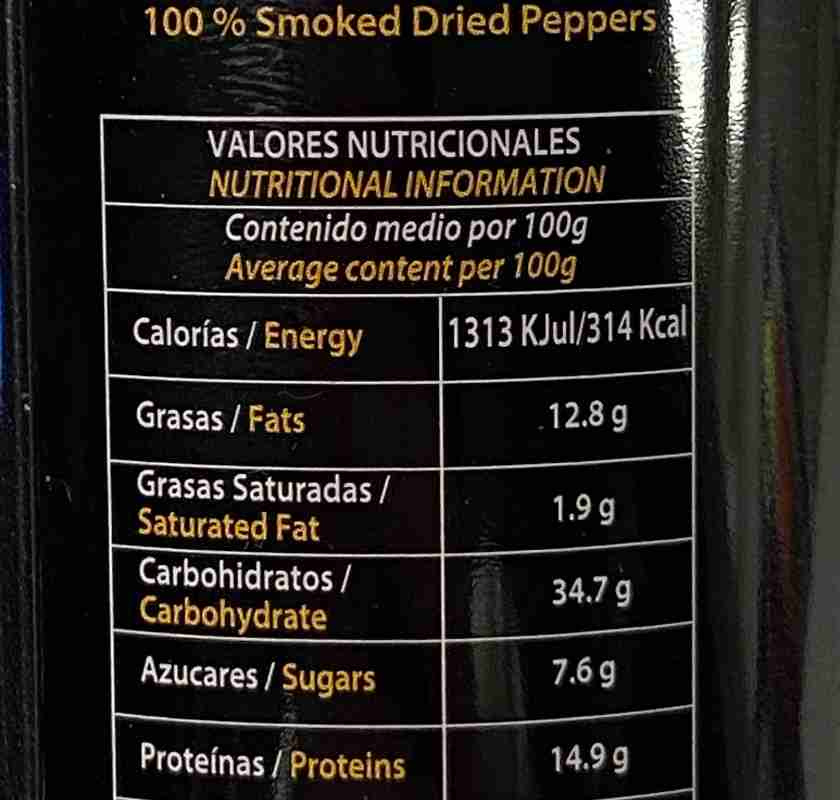 100 % Smoked Dried Peppers
VALORES NUTRICIONALES
NUTRITIONAL INFORMATION
Contenido medio por 100g
Average content per 100g
Calorías / Energy 1313 KJul/314 Kcal
Grasas / Fats 12.8 g
Grasas Saturadas /
Saturated Fat 1.9 g
Carbohidratos /
Carbohydrate 34.7 g
Azucares / Sugars 7.6 g
Proteínas / Proteins 14.9 g